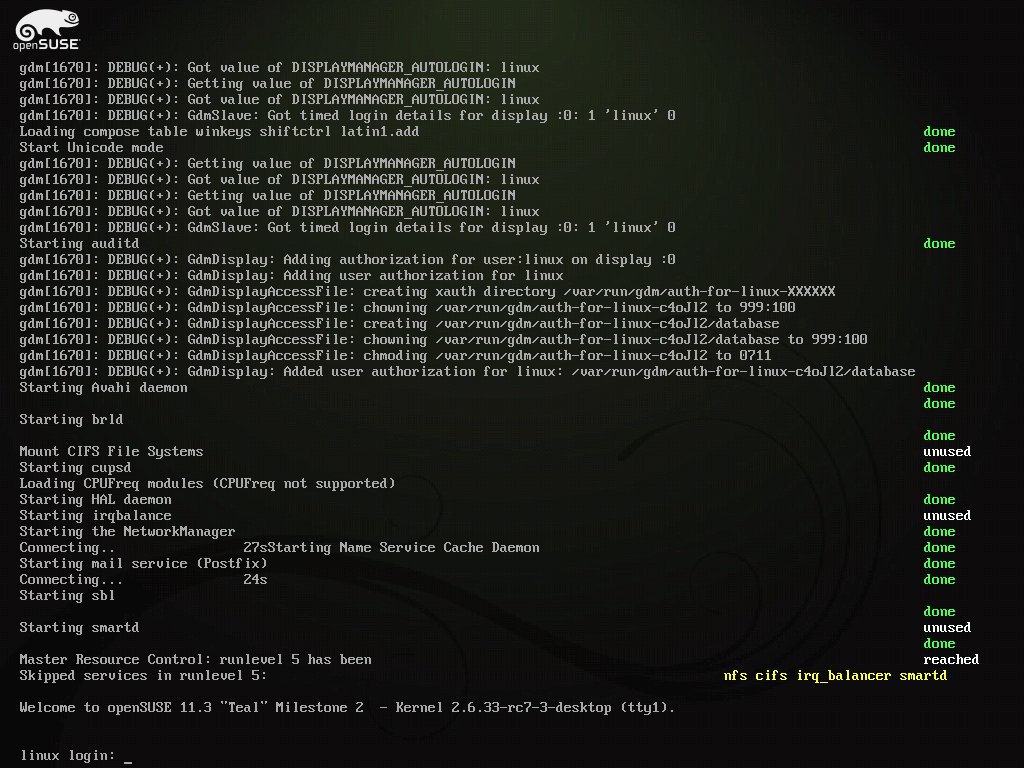 openSUSE
gdm[1670]: DEBUG(+): Got value of DISPLAYMANAGER_AUTOLOGIN: linux
gdm[1670]: DEBUG(+): Getting value of DISPLAYMANAGER_AUTOLOGIN
gdm[1670]: DEBUG(+): Got value of DISPLAYMANAGER_AUTOLOGIN: linux
gdm[1670]: DEBUG(+): GdmSlave: Got timed login details for display :0: 1 'linux' 0
Loading compose table winkeys shiftctrl latin1.add done
Start Unicode mode done
gdm[1670]: DEBUG(+): Getting value of DISPLAYMANAGER_AUTOLOGIN
gdm[1670]: DEBUG(+): Got value of DISPLAYMANAGER_AUTOLOGIN: linux
gdm[1670]: DEBUG(+): Getting value of DISPLAYMANAGER_AUTOLOGIN
gdm[1670]: DEBUG(+): Got value of DISPLAYMANAGER_AUTOLOGIN: linux
gdm[1670]: DEBUG(+): GdmSlave: Got timed login details for display :0: 1 'linux' 0
Starting auditd done
gdm[1670]: DEBUG(+): GdmDisplay: Adding authorization for user:linux on display :0
gdm[1670]: DEBUG(+): GdmDisplay: Adding user authorization for linux
gdm[1670]: DEBUG(+): GdmDisplayAccessFile: creating xauth directory /var/run/gdm/auth-for-linux-XXXXXX
gdm[1670]: DEBUG(+): GdmDisplayAccessFile: chowning /var/run/gdm/auth-for-linux-c4oJl2 to 999:100
gdm[1670]: DEBUG(+): GdmDisplayAccessFile: creating /var/run/gdm/auth-for-linux-c4oJl2/database
gdm[1670]: DEBUG(+): GdmDisplayAccessFile: chowning /var/run/gdm/auth-for-linux-c4oJl2/database to 999:100
gdm[1670]: DEBUG(+): GdmDisplayAccessFile: chmoding /var/run/gdm/auth-for-linux-c4oJl2 to 0711
gdm[1670]: DEBUG(+): GdmDisplay: Added user authorization for linux: /var/run/gdm/auth-for-linux-c4oJl2/database
Starting Avahi daemon done
done
Starting brld
done
Mount CIFS File Systems unused
Starting cupsd done
Loading CPUFreq modules (CPUFreq not supported)
Starting HAL daemon done
Starting irqbalance unused
Starting the NetworkManager done
Connecting.. 27sStarting Name Service Cache Daemon done
Starting mail service (Postfix) done
Connecting... 24s done
Starting sbl
done
Starting smartd unused
done
Master Resource Control: runlevel 5 has been reached
Skipped services in runlevel 5: nfs cifs irq_balancer smartd
Welcome to openSUSE 11.3 "Teal" Milestone 2  - Kernel 2.6.33-rc7-3-desktop (tty1).
linux login: _